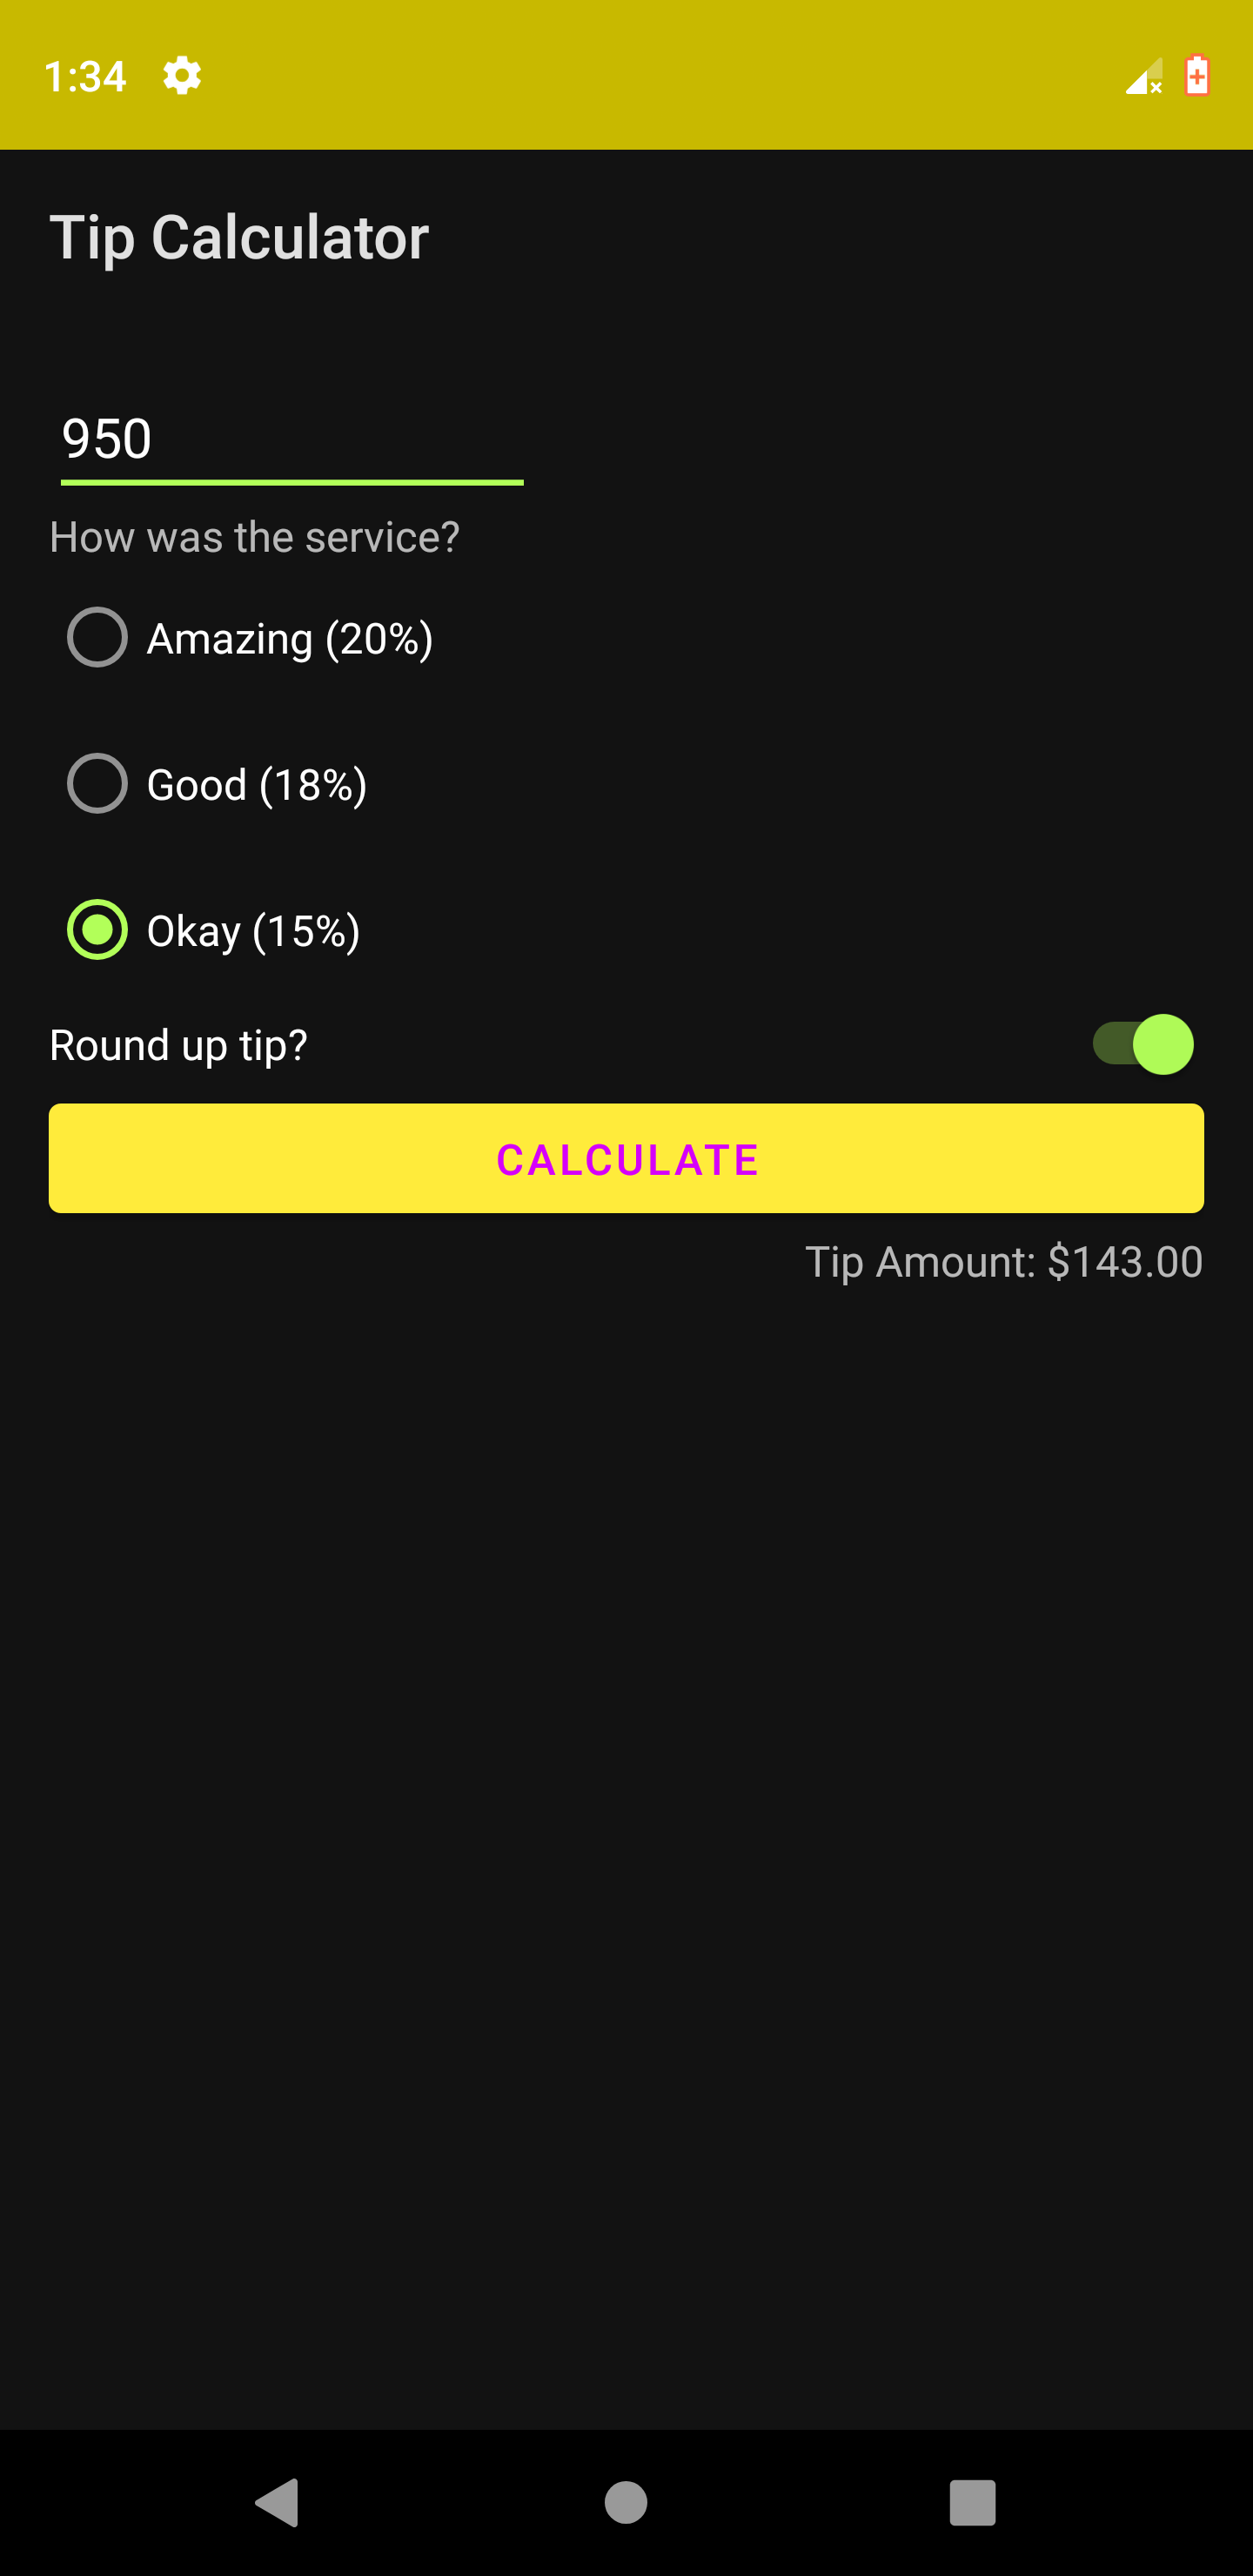 1:34
Tip Calculator
950
How was the service?
Amazing (20%)
Good (18%)
Okay (15%)
Round up tip?
CALCULATE
Tip Amount: $143.00